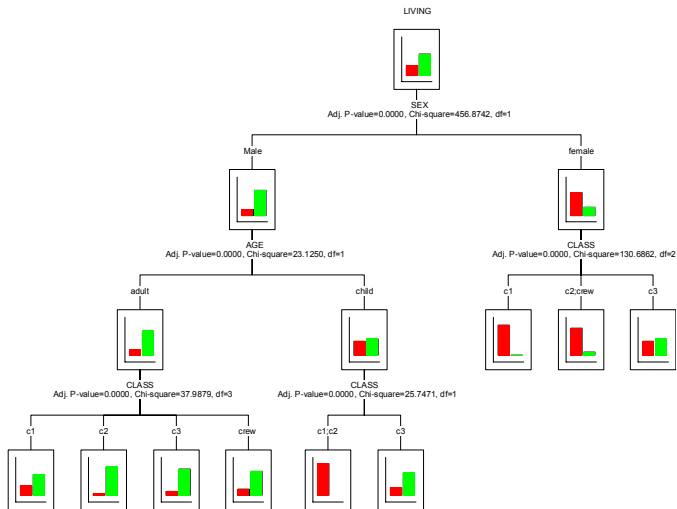 LIVING
SEX
Adj. P-value=0.0000, Chi-square=456.8742, df=1
Male
female
AGE
Adj. P-value=0.0000, Chi-square=23.1250, df=1
CLASS
Adj. P-value=0.0000, Chi-square=130.6862, df=2
adult
child
c1
c2;crew
c3
CLASS
Adj. P-value=0.0000, Chi-square=37.9879, df=3
CLASS
Adj. P-value=0.0000, Chi-square=25.7471, df=1
c1
c2
c3
crew
c1;c2
c3